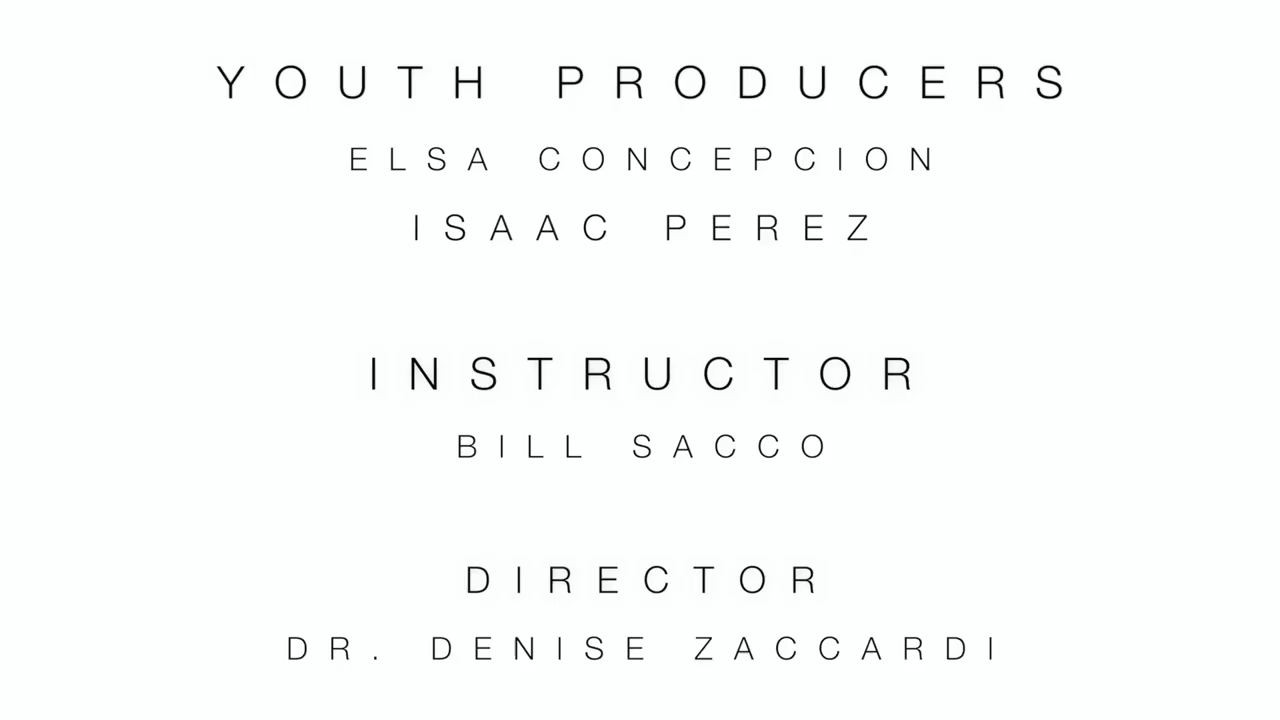 YOUTH PRODUCERS
ELSA CONCEPCION
ISAAC PEREZ
INSTRUCTOR
BILL SACCO
DIRECTOR
DR. DENISE ZACCARDI